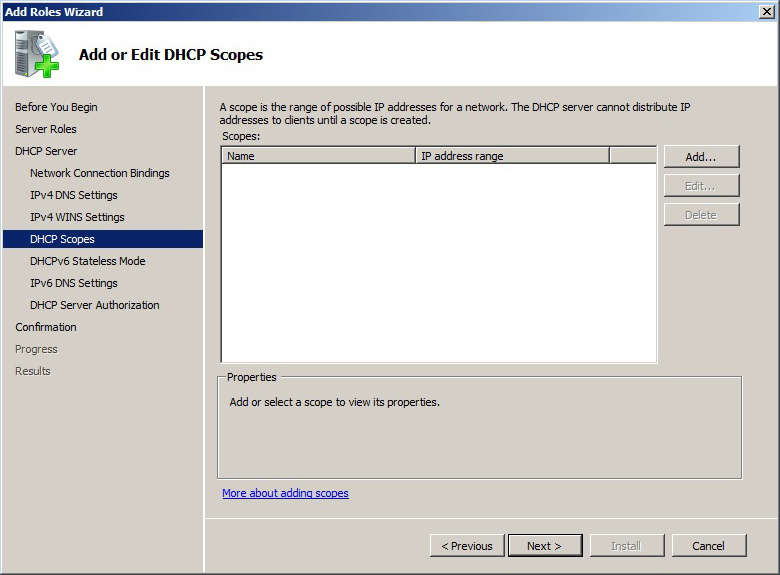 Add Roles Wizard
Add or Edit DHCP Scopes
Before You Begin
Server Roles
DHCP Server
Network Connection Bindings
IPv4 DNS Settings
IPv4 WINS Settings
DHCP Scopes
DHCPv6 Stateless Mode
IPv6 DNS Settings
DHCP Server Authorization
Confirmation
Progress
Results
A scope is the range of possible IP addresses for a network. The DHCP server cannot distribute IP
addresses to clients until a scope is created.
Scopes:
Name IP address range
Add...
Edit...
Delete
Properties
Add or select a scope to view its properties.
More about adding scopes
< Previous Next > Install Cancel